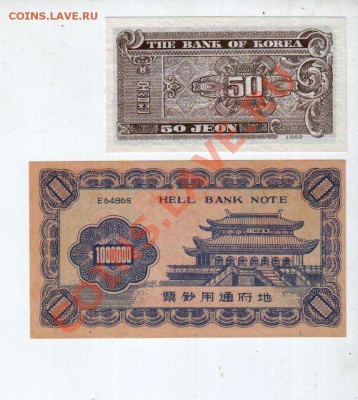 COINS.LAVE.RU
THE BANK OF KOREA
50
50 JEON
1962
HELL BANK NOTE
E64865
1000000
票鈔用通府地